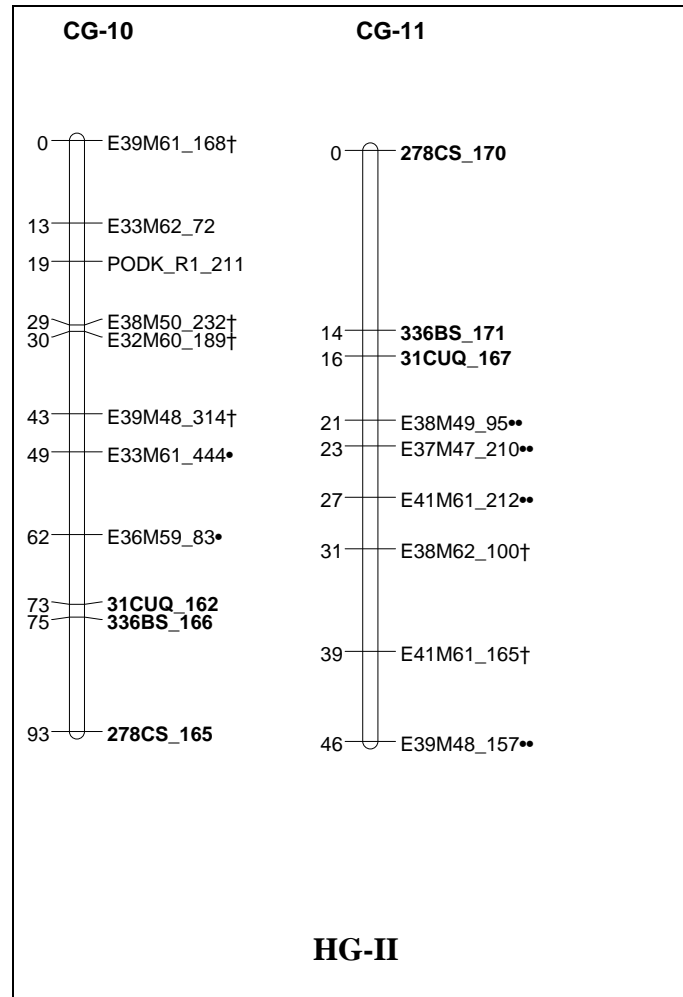 CG-10
0 E39M61_168†
13 E33M62_72
19 PODK_R1_211
29 E38M50_232†
30 E32M60_189†
43 E39M48_314†
49 E33M61_444•
62 E36M59_83•
73 31CUQ_162
75 336BS_166
93 278CS_165
CG-11
0 278CS_170
14 336BS_171
16 31CUQ_167
21 E38M49_95••
23 E37M47_210••
27 E41M61_212••
31 E38M62_100†
39 E41M61_165†
46 E39M48_157••
HG-II